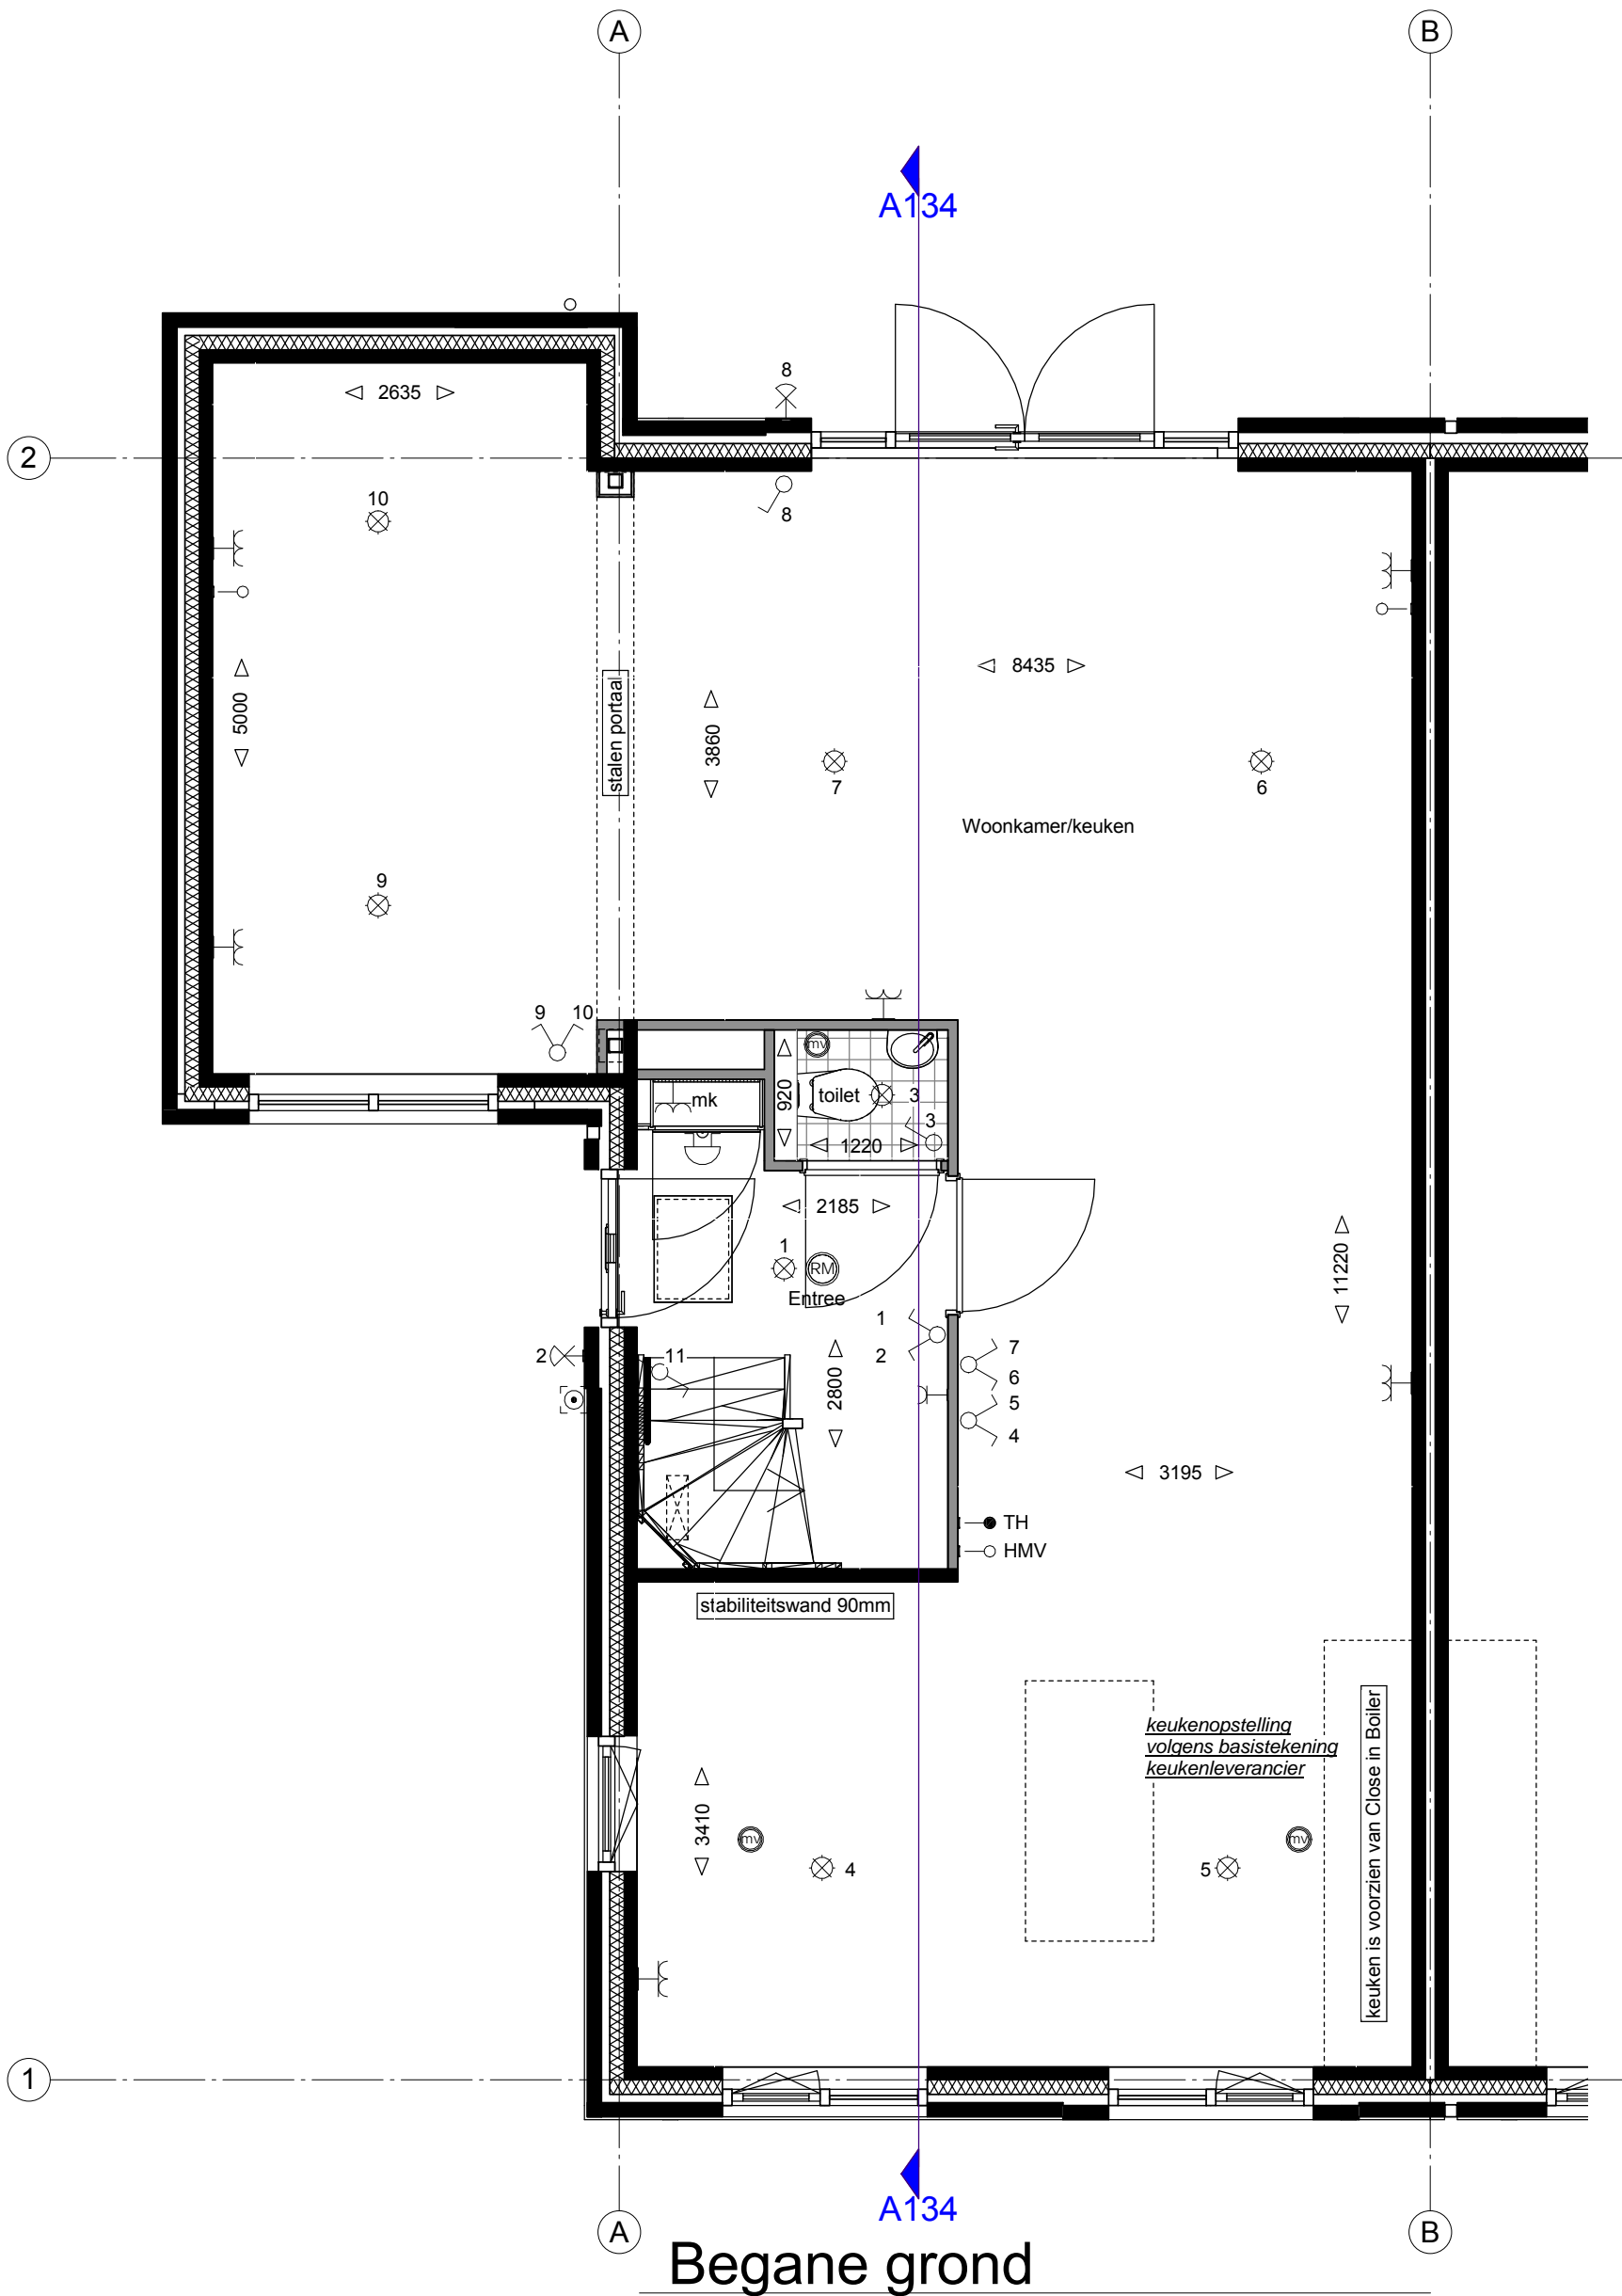 A
B
A134
2
8
2635
8
10
8435
5000
stalen portaal
3860
7
6
Woonkamer/keuken
9
9 10
mv
920
toilet
3
mk
3
1220
2185
1
RM
Entree
11220
1
2
2
11
2800
7
6
5
4
3195
TH
HMV
stabiliteitswand 90mm
keukenopstelling
volgens basistekening
keukenleverancier
keuken is voorzien van Close in Boiler
3410
mv
mv
4
5
1
A134
A
B
Begane grond